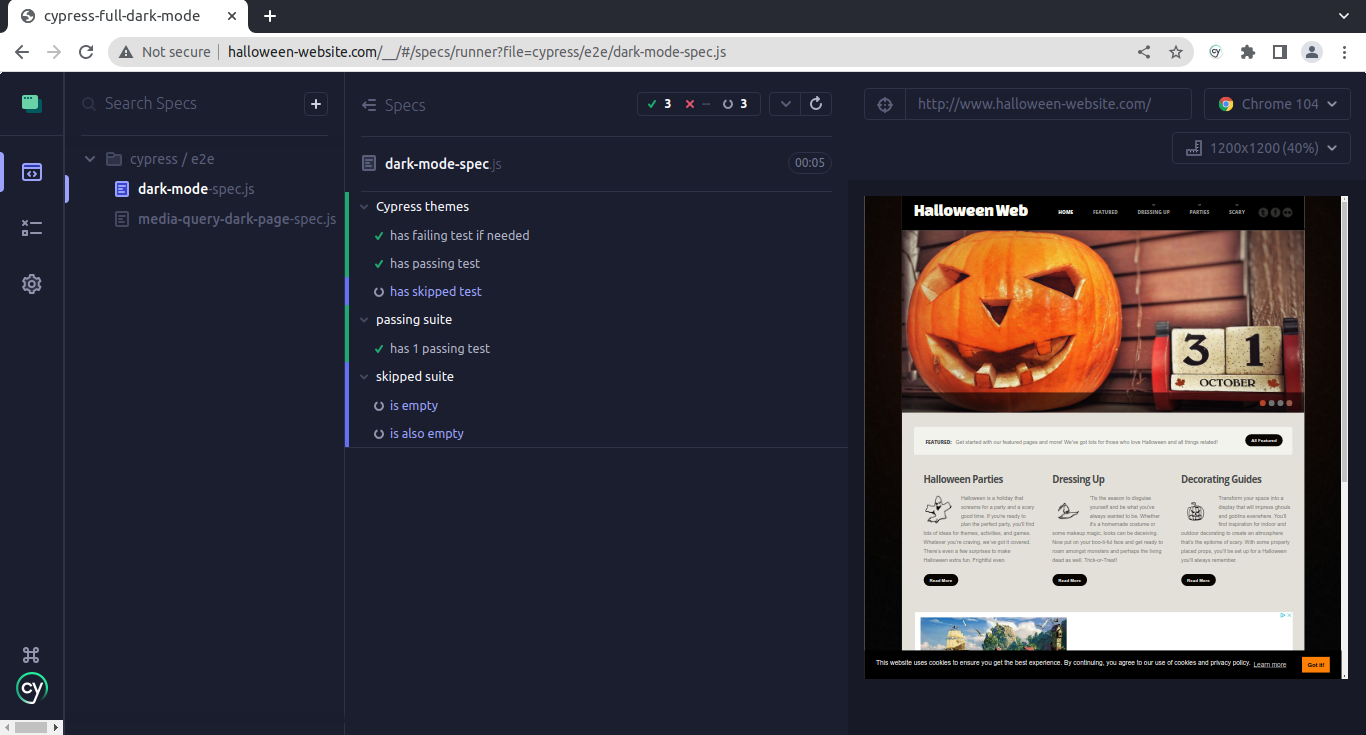 cypress-full-dark-mode
Not secure
halloween-website.com/__/#/specs/runner?file=cypress/e2e/dark-mode-spec.js
Search Specs
cypress / e2e
dark-mode-spec.js
media-query-dark-page-spec.js
cy
Specs
3 -- 3
dark-mode-spec.js
00:05
Cypress themes
has failing test if needed
has passing test
has skipped test
passing suite
has 1 passing test
skipped suite
is empty
is also empty
http://www.halloween-website.com/
Chrome 104
1200x1200 (40%)
Halloween Web
HOME FEATURED DRESSING UP PARTIES SCARY
31
OCTOBER
FEATURED: Get started with our featured pages and more! We've got lots for those who love Halloween and all things related!
All Featured
Halloween Parties
Halloween is a holiday that
screams for a party and a scary
good time. If you're ready to
plan the perfect party, you'll find
lots of ideas for themes, activities, and games.
Whatever you're craving, we've got it covered.
There's even a few surprises to make
Halloween extra fun. Frightful even.
Read More
Dressing Up
'Tis the season to disguise
yourself and be what you've
always wanted to be. Whether
it's a homemade costume or
some makeup magic, looks can be deceiving.
Now put on your boo-ti-ful face and get ready to
roam amongst monsters and perhaps the living
dead as well. Trick-or-Treat!
Read More
Decorating Guides
Transform your space into a
display that will impress ghouls
and goblins everywhere. You'll
find inspiration for indoor and
outdoor decorating to create an atmosphere
that's the epitome of scary. With some properly
placed props, you'll be set up for a Halloween
you'll always remember.
Read More
This website uses cookies to ensure you get the best experience. By continuing, you agree to our use of cookies and privacy policy. Learn more
Got it!